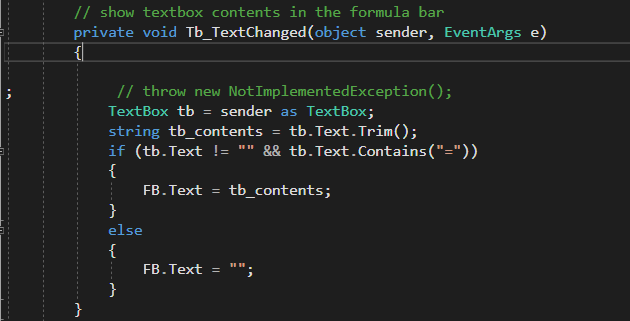 // show textbox contents in the formula bar
private void Tb_TextChanged(object sender, EventArgs e)
{
; // throw new NotImplementedException();
TextBox tb = sender as TextBox;
string tb_contents = tb.Text.Trim();
if (tb.Text != "" && tb.Text.Contains("="))
{
FB.Text = tb_contents;
}
else
{
FB.Text = "";
}
}